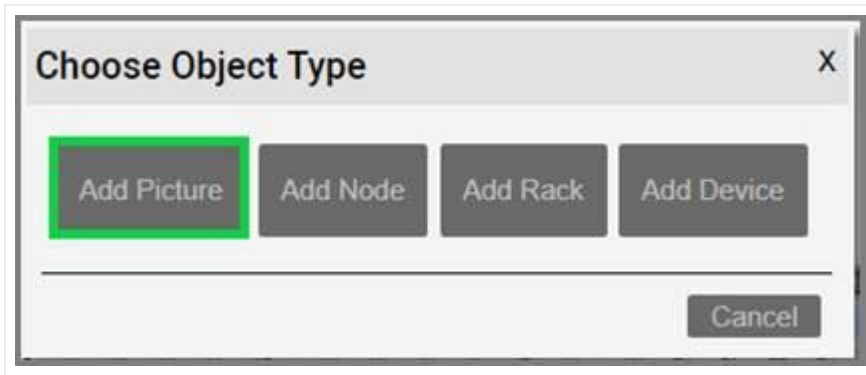 Choose Object Type X
Add Picture Add Node Add Rack Add Device
Cancel